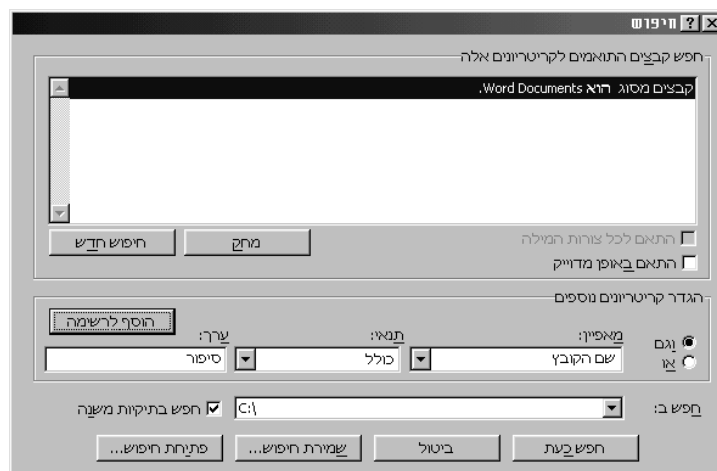 חיפוש
חפש קבצים התואמים לקריטריונים אלה
קבצים מסוג הוא Word Documents.
התאם לכל צורות המילה
מחק
חיפוש חדש
התאם באופן מדוייק
הגדר קריטריונים נוספים
הוסף לרשימה
וגם
או
מאפיין:
תנאי:
ערך:
שם הקובץ
כולל
סיפור
חפש ב:
C:\
חפש בתיקיות משנה
חפש כעת
ביטול
שמירת חיפוש...
פתיחת חיפוש...